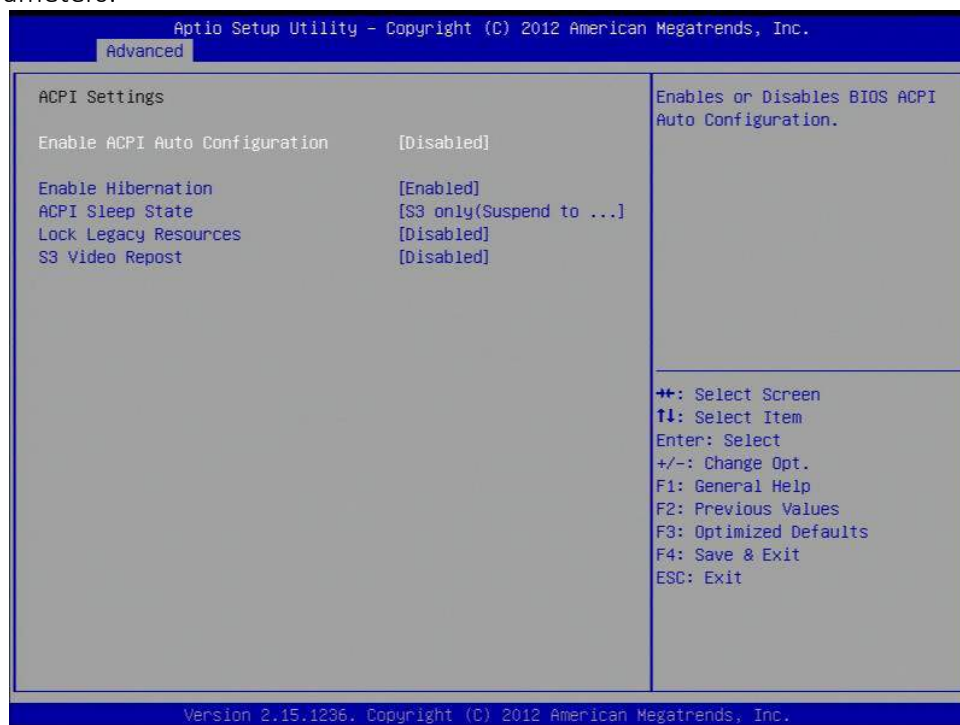 Aptio Setup Utility – Copyright (C) 2012 American Megatrends, Inc.
Advanced
ACPI Settings
Enable ACPI Auto Configuration [Disabled]
Enable Hibernation [Enabled]
ACPI Sleep State [S3 only(Suspend to ...]
Lock Legacy Resources [Disabled]
S3 Video Repost [Disabled]
Enables or Disables BIOS ACPI
Auto Configuration.
→←: Select Screen
↑↓: Select Item
Enter: Select
+/-: Change Opt.
F1: General Help
F2: Previous Values
F3: Optimized Defaults
F4: Save & Exit
ESC: Exit
Version 2.15.1236. Copyright (C) 2012 American Megatrends, Inc.